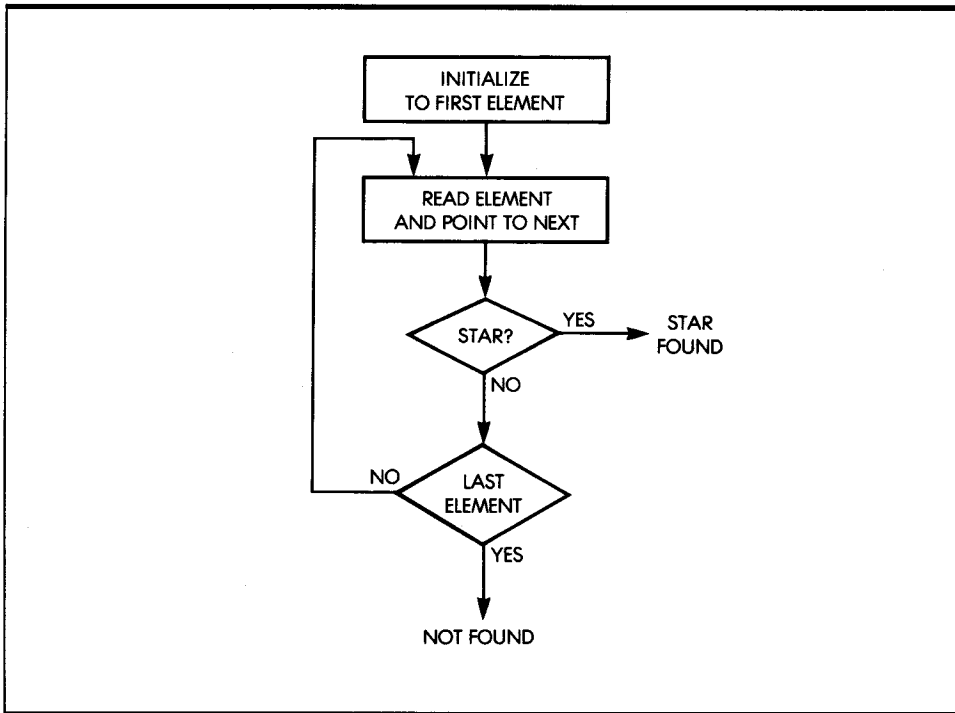 INITIALIZE
TO FIRST ELEMENT
READ ELEMENT
AND POINT TO NEXT
STAR?
YES
STAR
FOUND
NO
NO
LAST
ELEMENT
YES
NOT FOUND